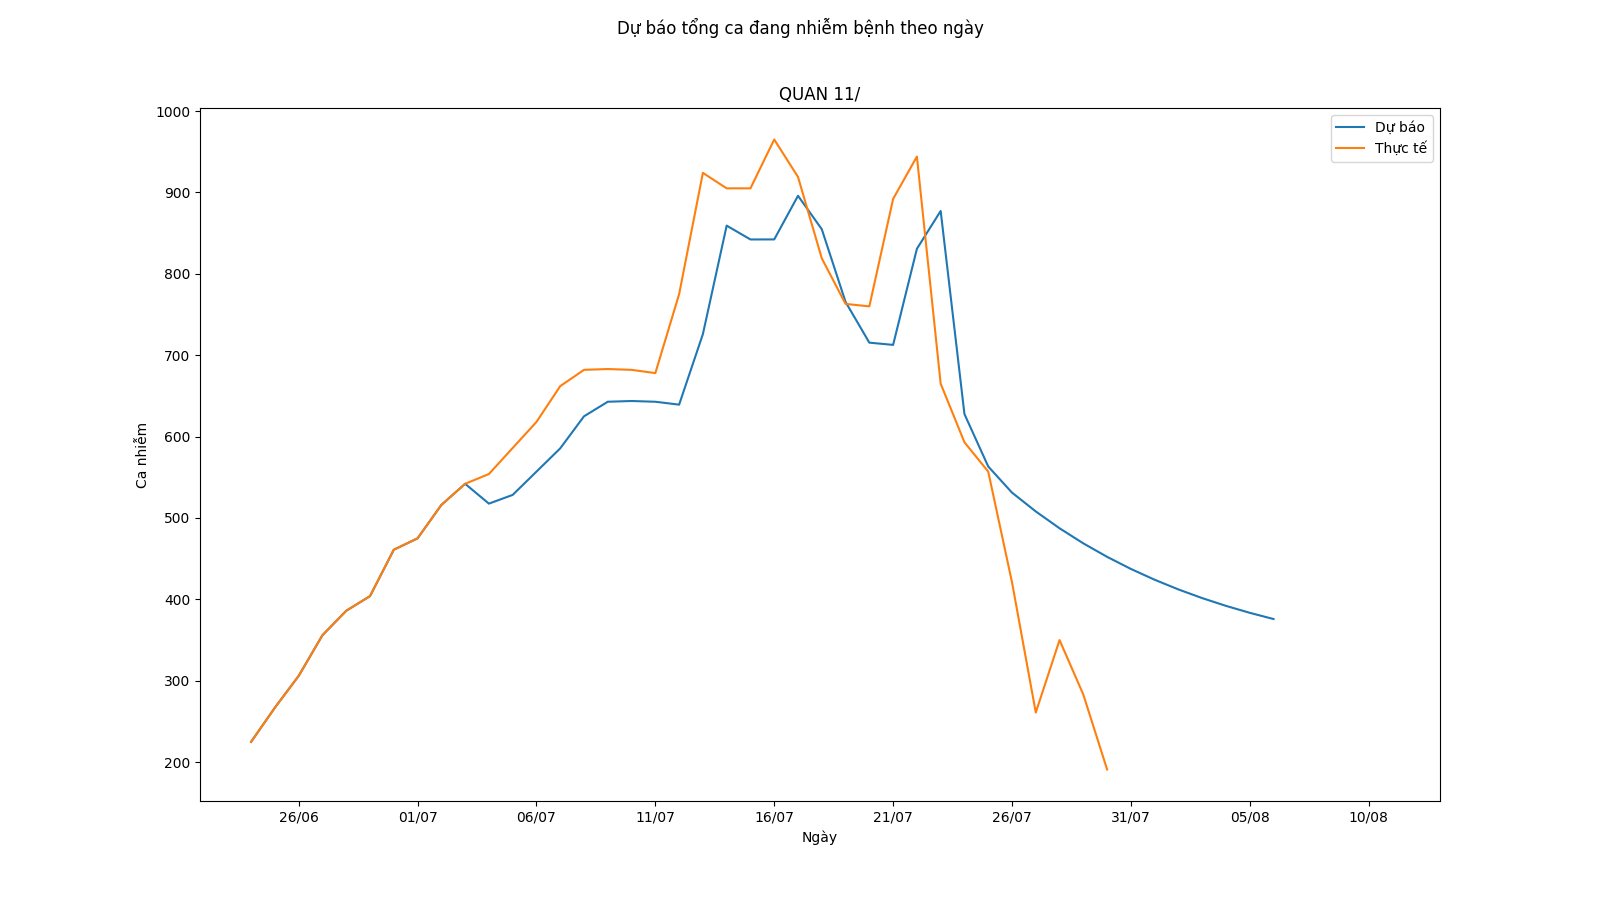 Dự báo tổng ca đang nhiễm bệnh theo ngày
QUAN 11/
1000
900
800
700
600
500
400
300
200
Ca nhiễm
Dự báo
Thực tế
26/06 01/07 06/07 11/07 16/07 21/07 26/07 31/07 05/08 10/08
Ngày